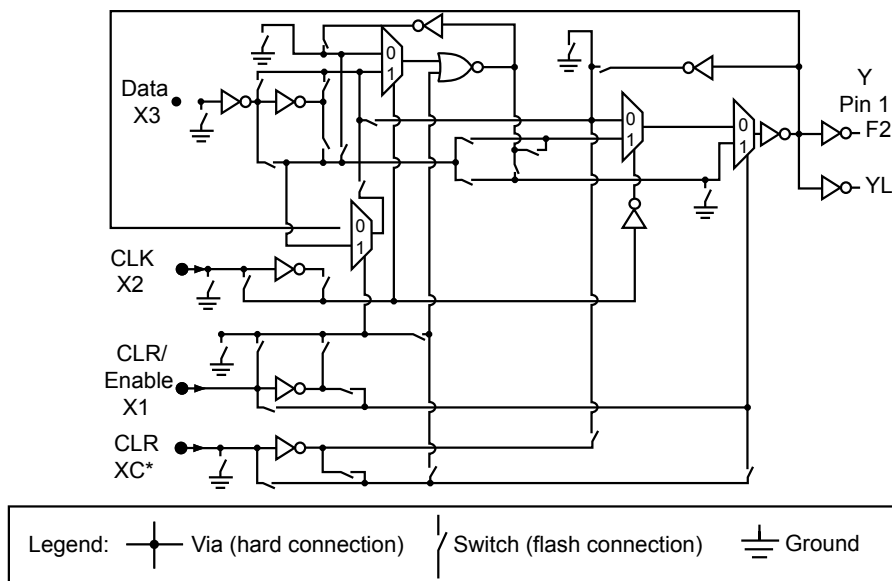 Data
X3
0
1
0
1
0
1
Y
Pin 1
F2
YL
0
1
CLK
X2
CLR/
Enable
X1
CLR
XC*
Legend: Via (hard connection) Switch (flash connection) Ground